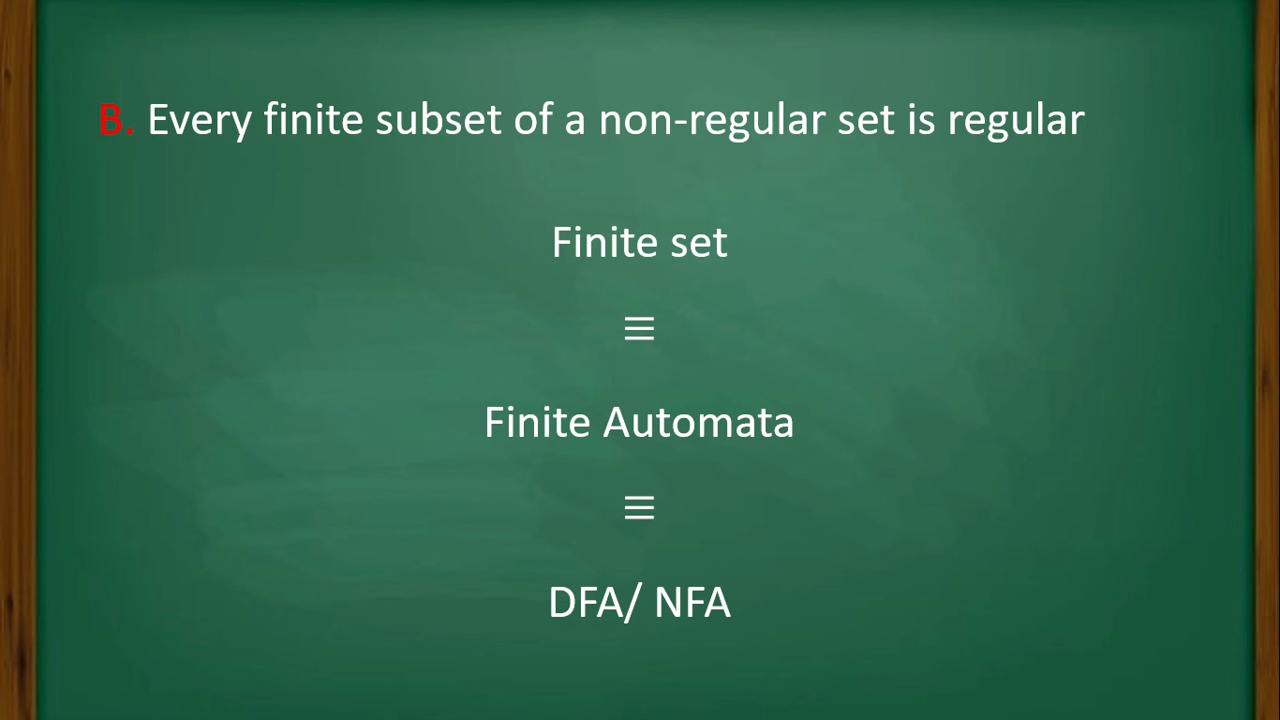 B. Every finite subset of a non-regular set is regular
Finite set
≡
Finite Automata
≡
DFA/ NFA